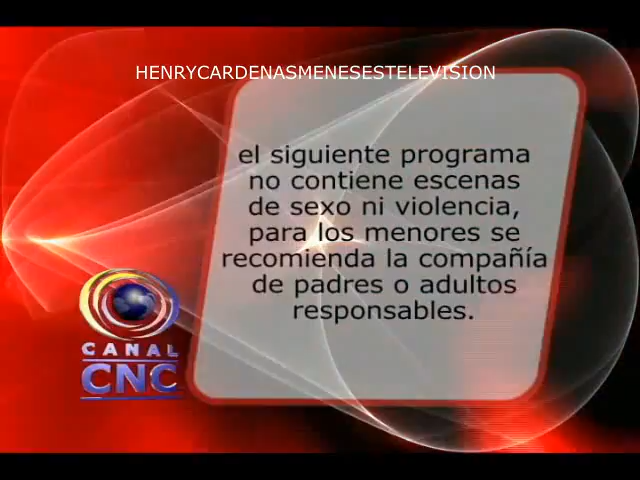 HENRYCARDENASMENESESTELEVISION
el siguiente programa
no contiene escenas
de sexo ni violencia,
para los menores se
recomienda la compañía
de padres o adultos
responsables.
CANAL
CNC